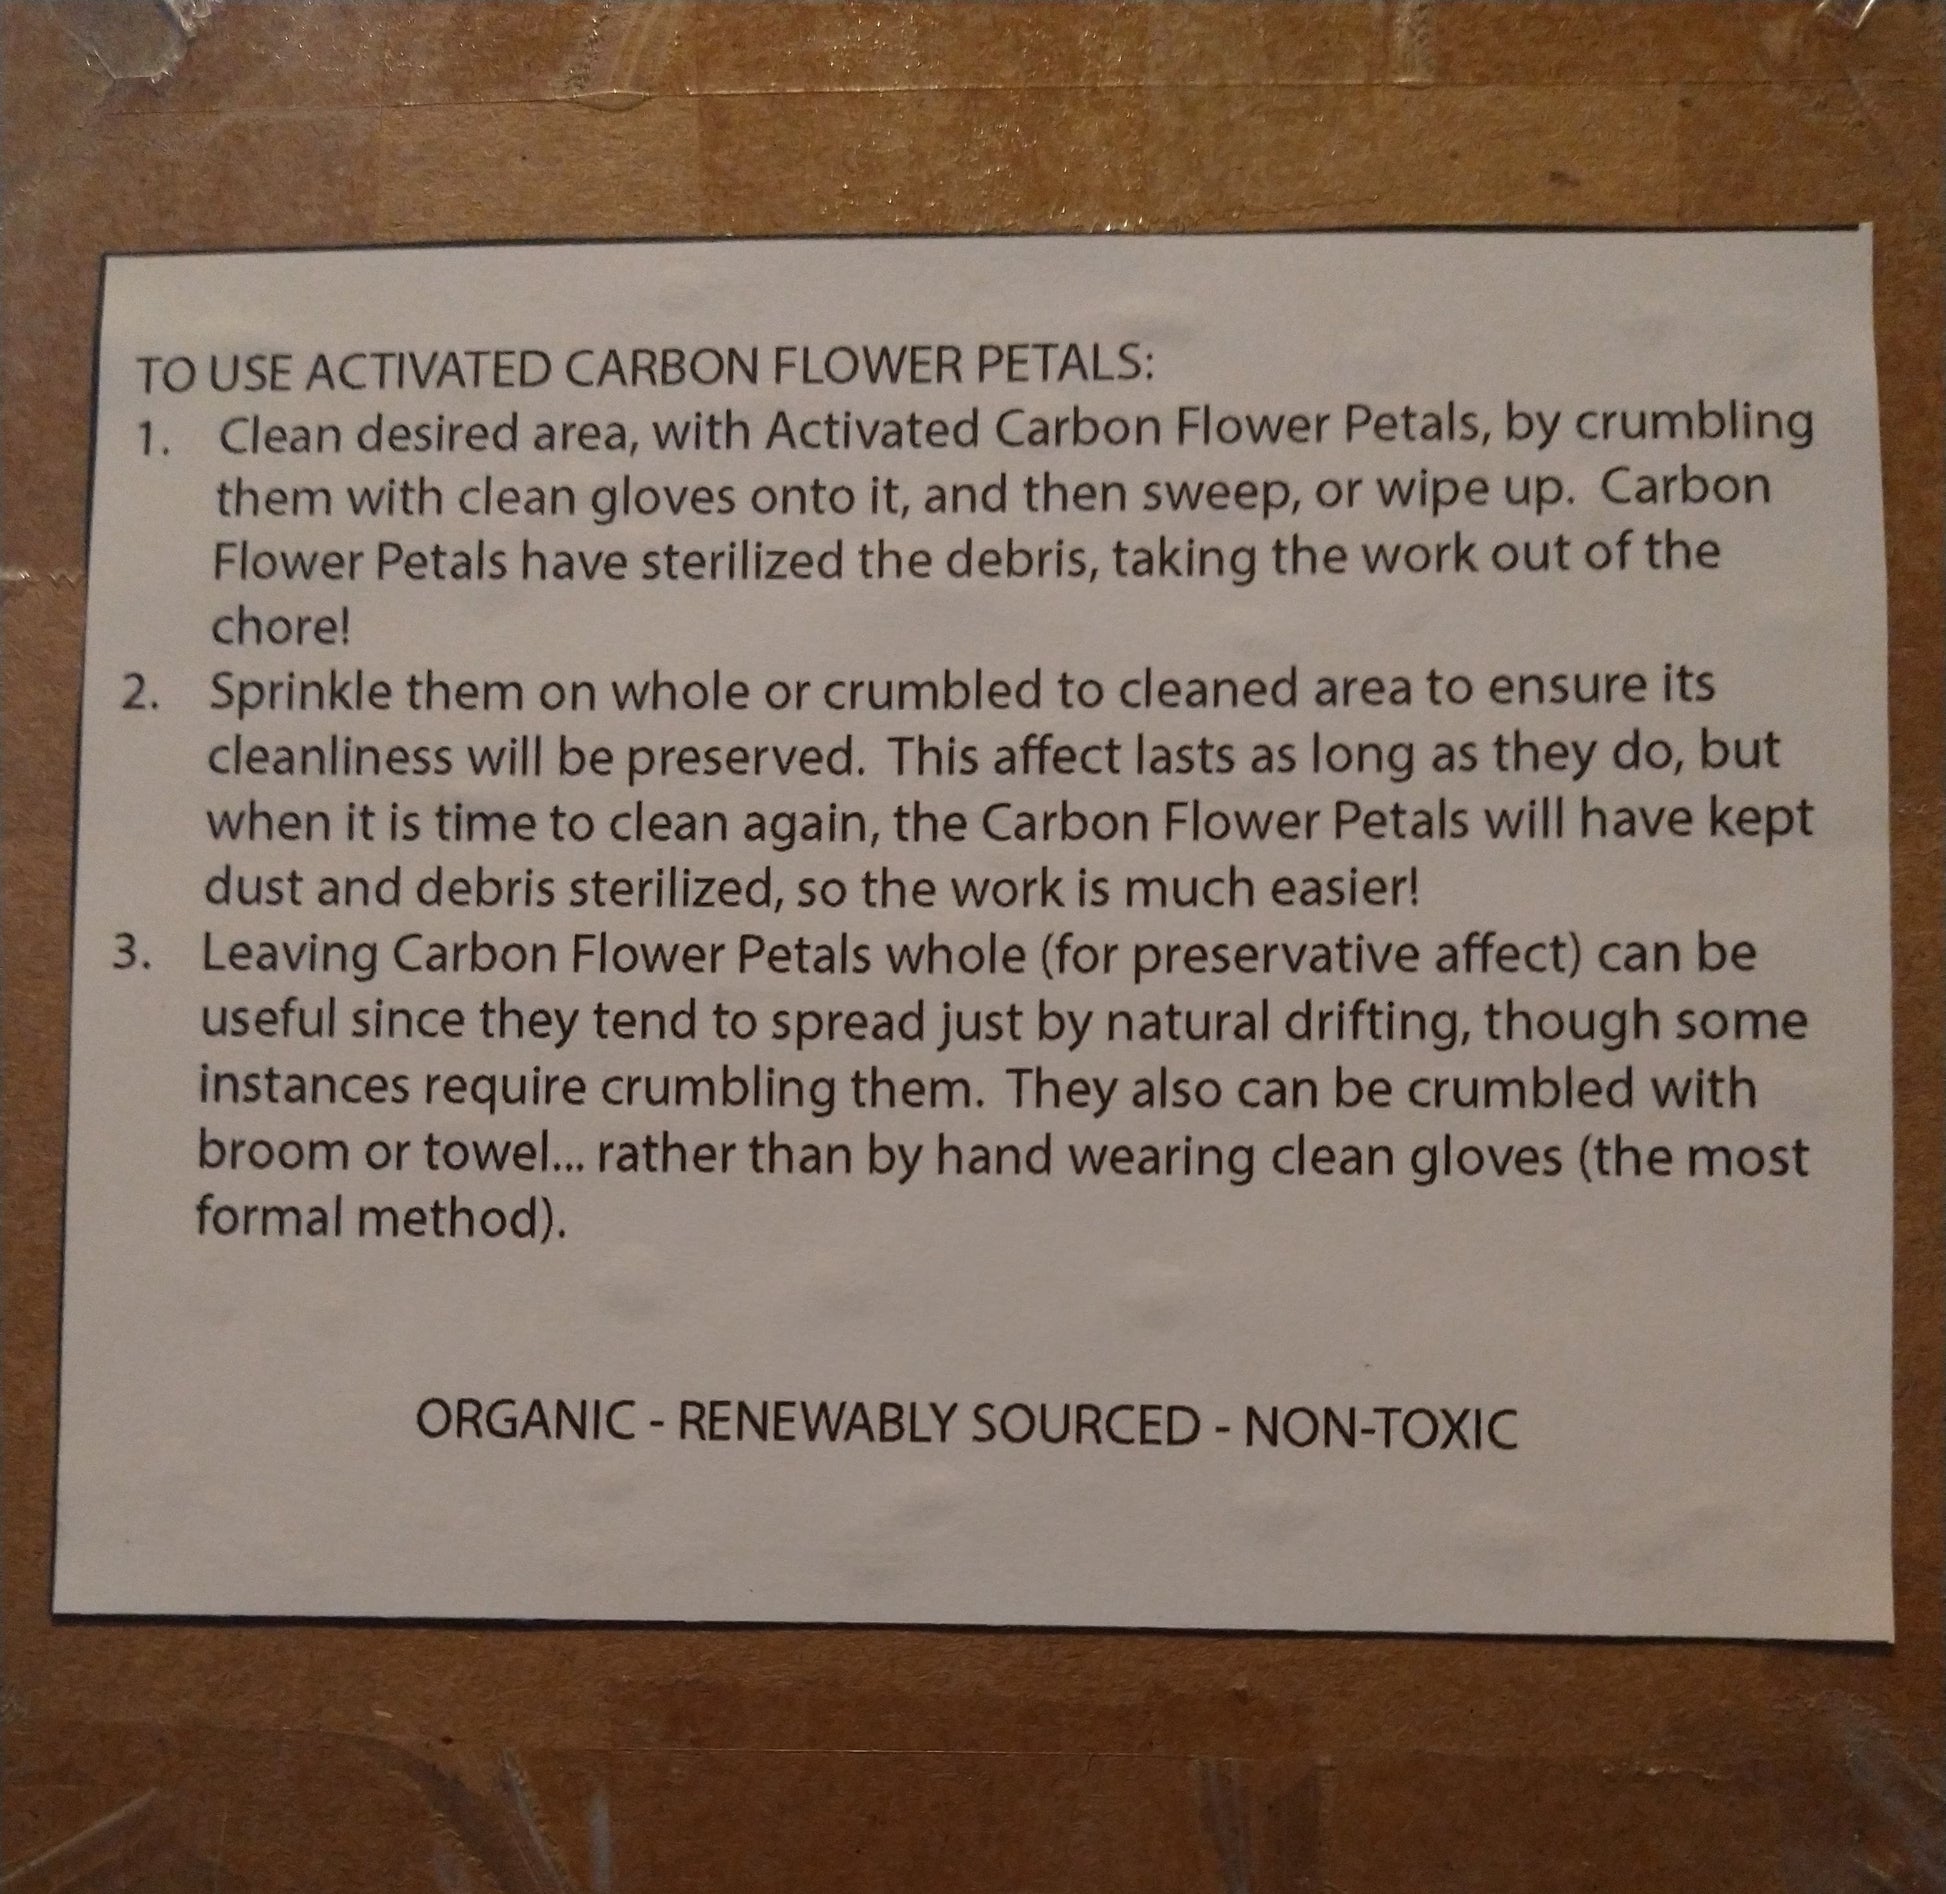 TO USE ACTIVATED CARBON FLOWER PETALS:
1. Clean desired area, with Activated Carbon Flower Petals, by crumbling
them with clean gloves onto it, and then sweep, or wipe up. Carbon
Flower Petals have sterilized the debris, taking the work out of the
chore!
2. Sprinkle them on whole or crumbled to cleaned area to ensure its
cleanliness will be preserved. This affect lasts as long as they do, but
when it is time to clean again, the Carbon Flower Petals will have kept
dust and debris sterilized, so the work is much easier!
3. Leaving Carbon Flower Petals whole (for preservative affect) can be
useful since they tend to spread just by natural drifting, though some
instances require crumbling them. They also can be crumbled with
broom or towel... rather than by hand wearing clean gloves (the most
formal method).
ORGANIC - RENEWABLY SOURCED - NON-TOXIC